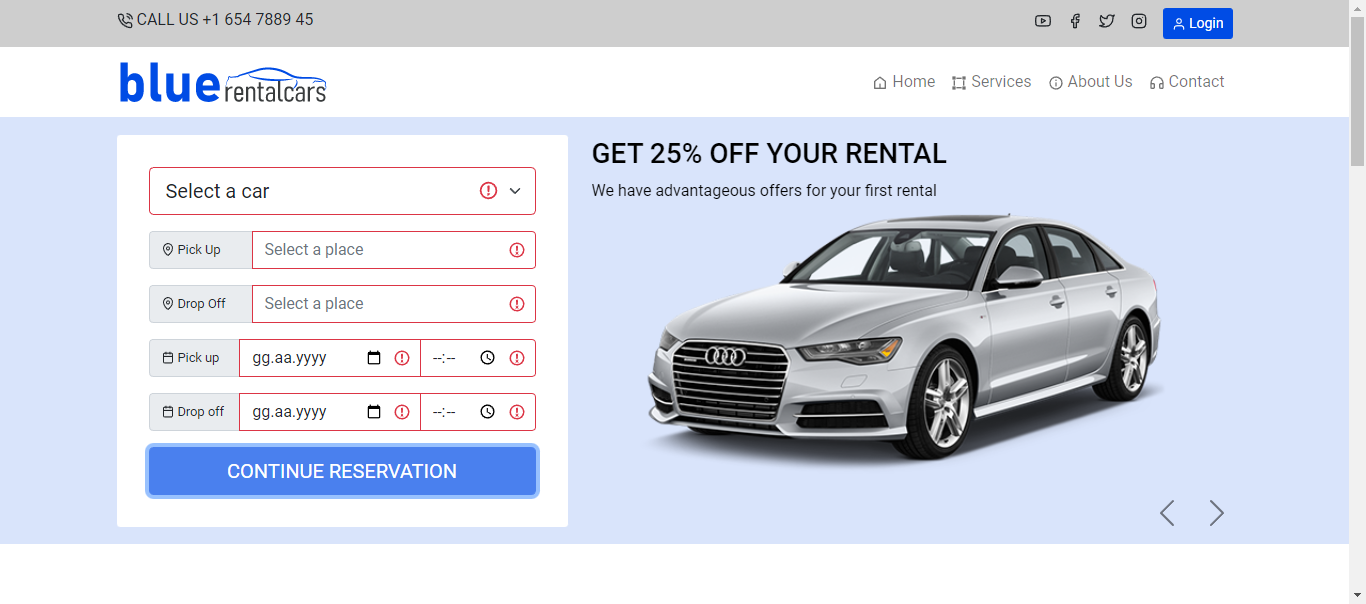 CALL US +1 654 7889 45
Login
blue rentalcars
Home Services About Us Contact
Select a car
Pick Up Select a place
Drop Off Select a place
Pick up gg.aa.yyyy --:--
Drop off gg.aa.yyyy --:--
CONTINUE RESERVATION
GET 25% OFF YOUR RENTAL
We have advantageous offers for your first rental